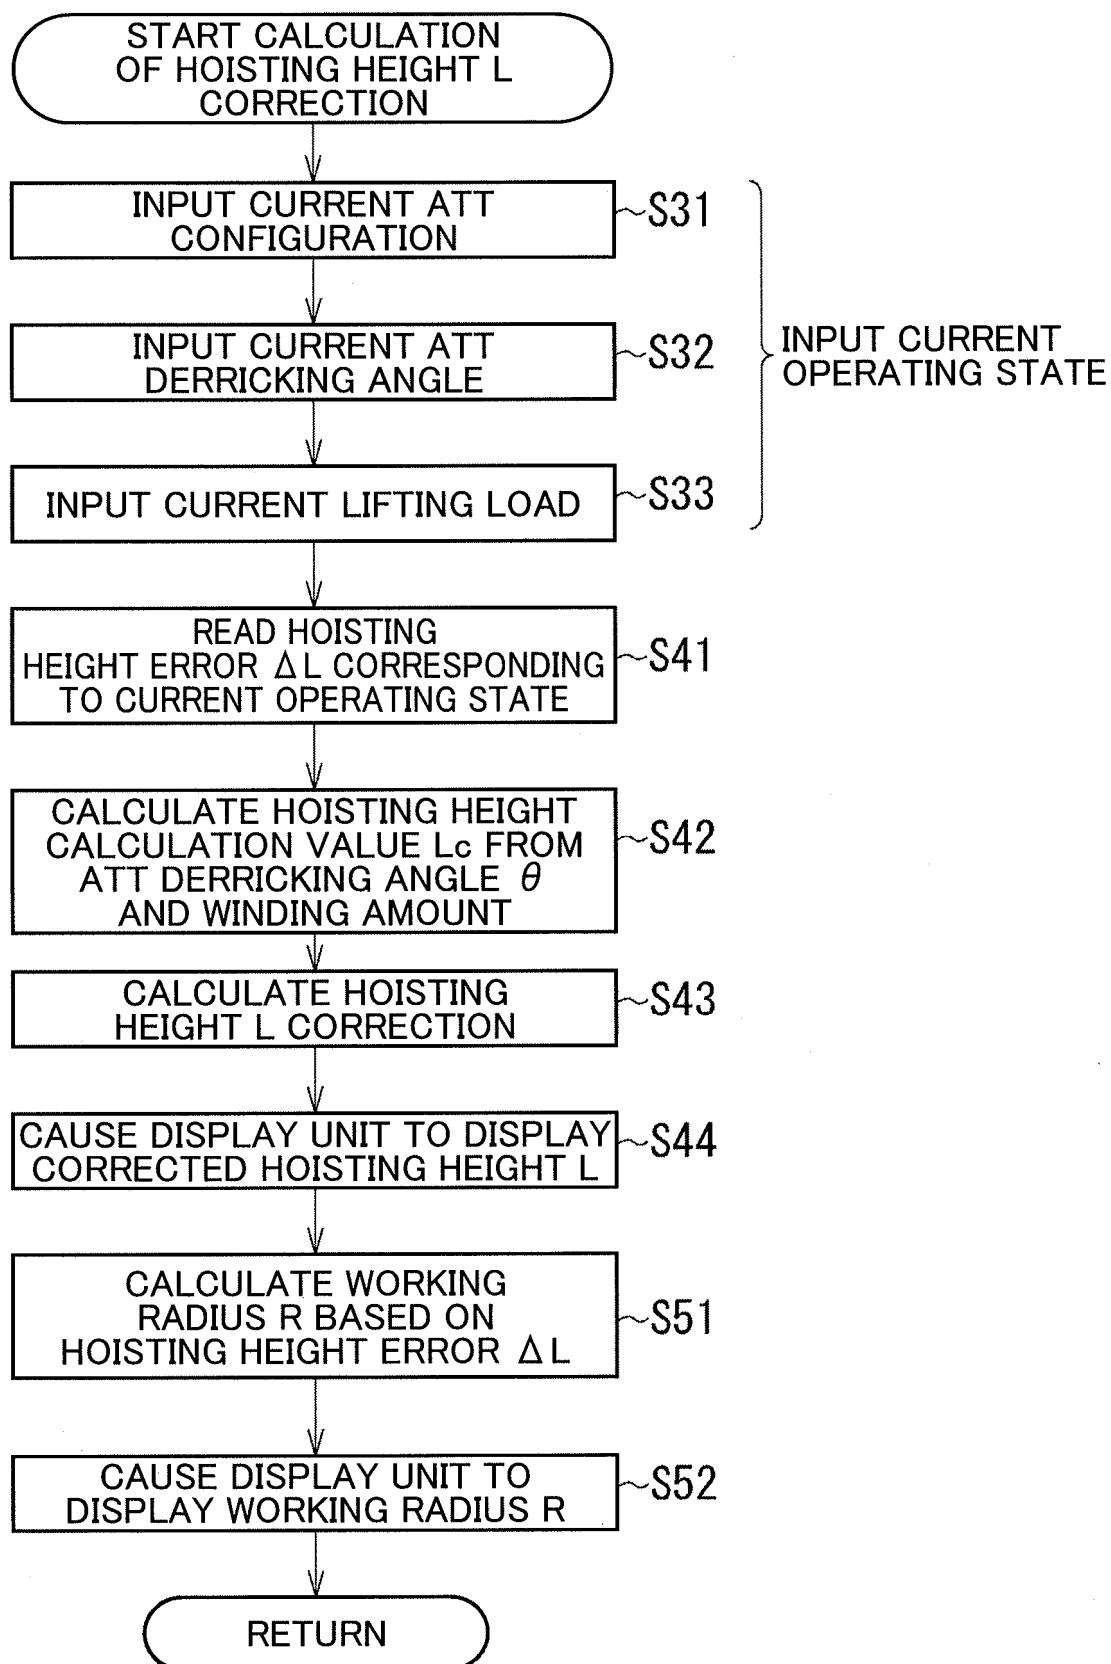 START CALCULATION
OF HOISTING HEIGHT L
CORRECTION
INPUT CURRENT ATT
CONFIGURATION
S31
INPUT CURRENT ATT
DERRICKING ANGLE
S32
INPUT CURRENT
OPERATING STATE
INPUT CURRENT LIFTING LOAD
S33
READ HOISTING
HEIGHT ERROR ΔL CORRESPONDING
TO CURRENT OPERATING STATE
S41
CALCULATE HOISTING HEIGHT
CALCULATION VALUE Lc FROM
ATT DERRICKING ANGLE θ
AND WINDING AMOUNT
S42
CALCULATE HOISTING
HEIGHT L CORRECTION
S43
CAUSE DISPLAY UNIT TO DISPLAY
CORRECTED HOISTING HEIGHT L
S44
CALCULATE WORKING
RADIUS R BASED ON
HOISTING HEIGHT ERROR ΔL
S51
CAUSE DISPLAY UNIT TO
DISPLAY WORKING RADIUS R
S52
RETURN